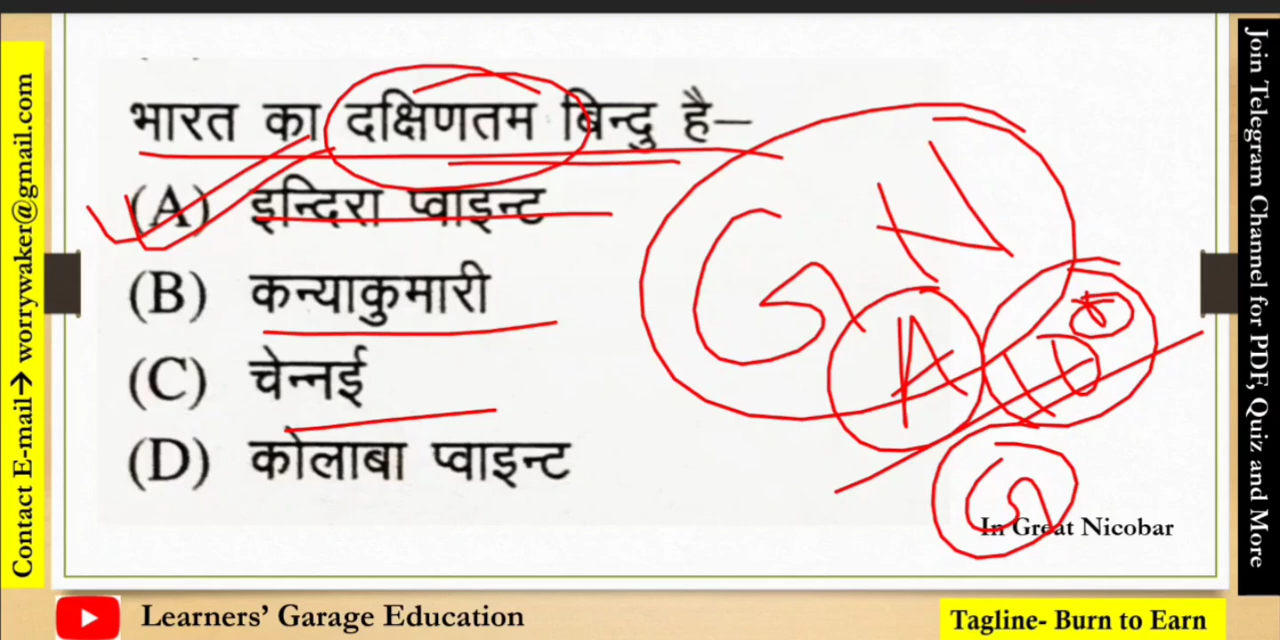 भारत का दक्षिणतम बिन्दु है–
(A) इन्दिरा प्वाइन्ट
(B) कन्याकुमारी
(C) चेन्नई
(D) कोलाबा प्वाइन्ट
GN
A
G
In Great Nicobar
Contact E-mail→ worrywaker@gmail.com
Join Telegram Channel for PDF, Quiz and More
Learners’ Garage Education
Tagline- Burn to Earn